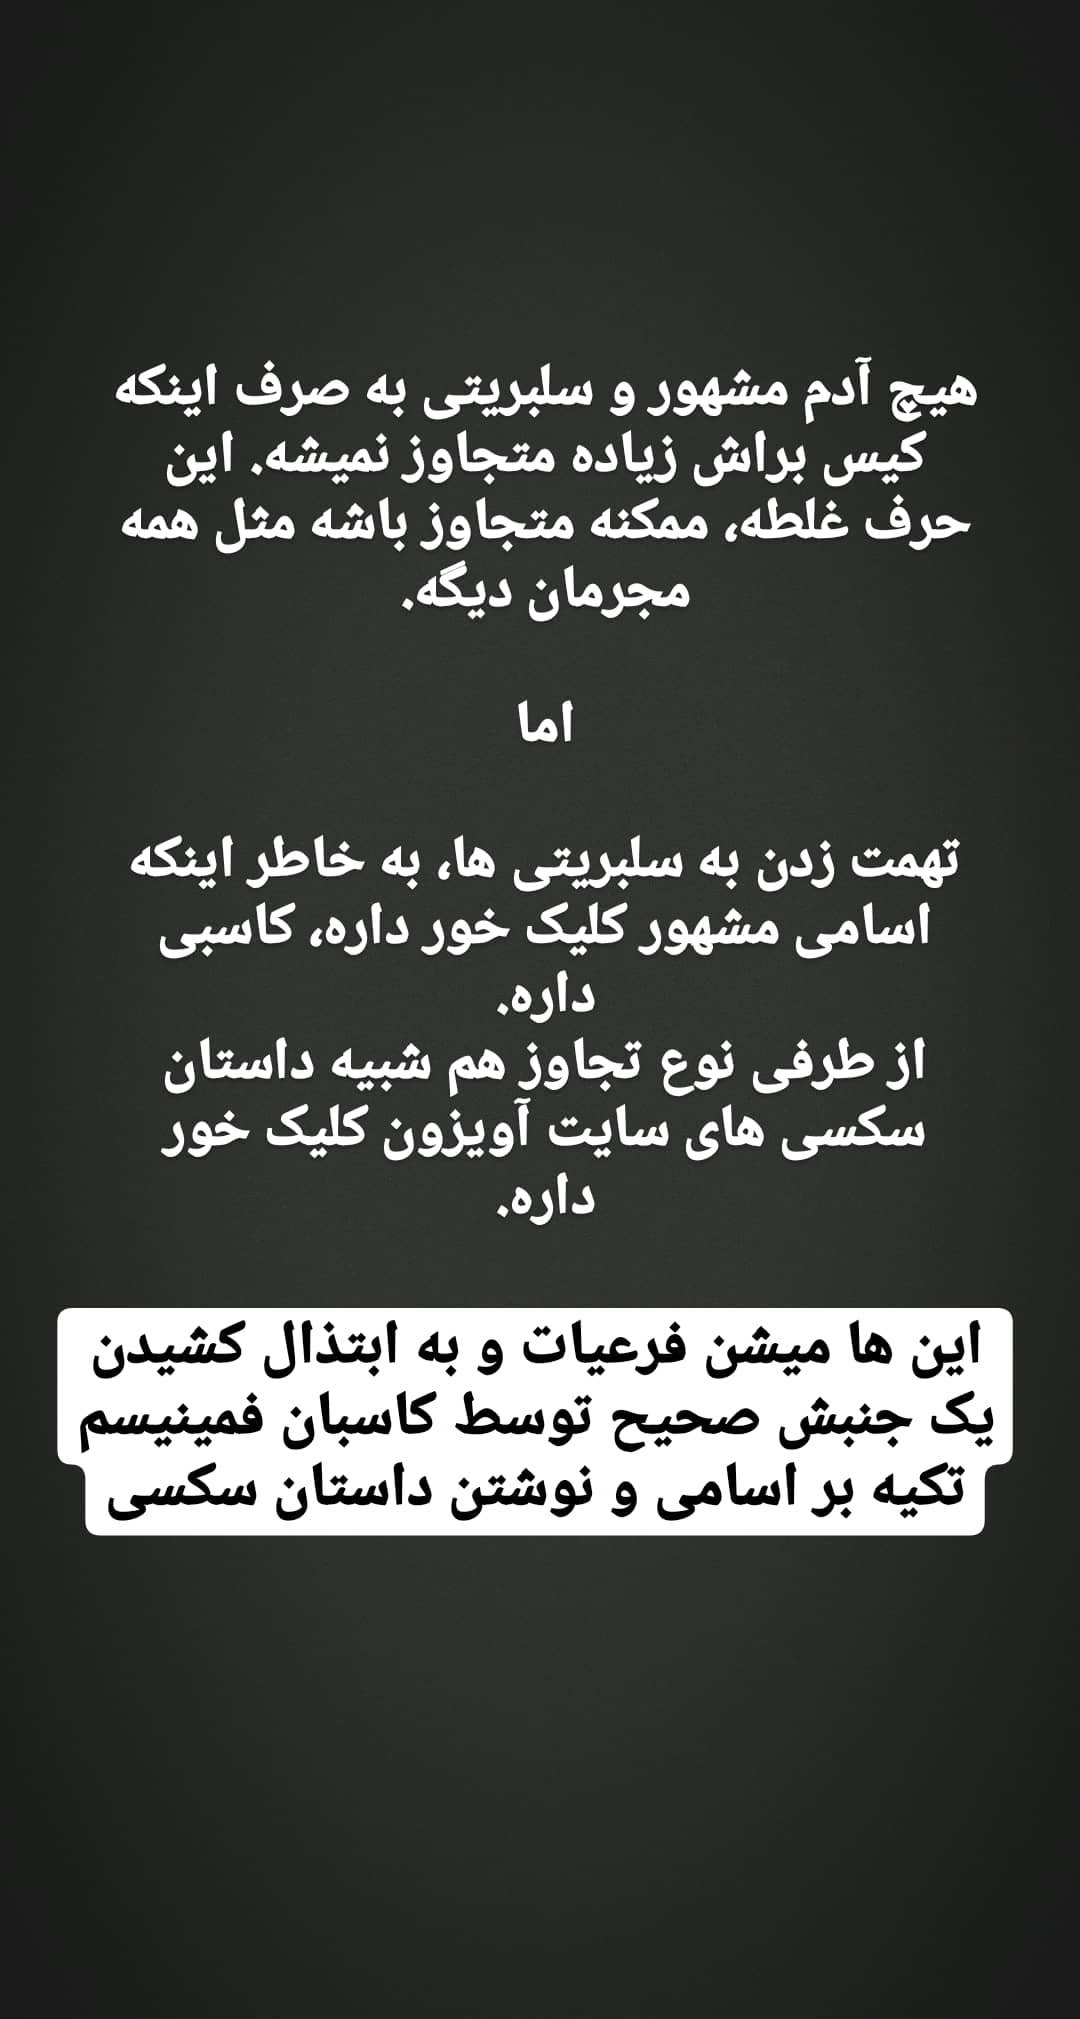 هیچ آدم مشهور و سلبریتی به صرف اینکه
کیس براش زیاده متجاوز نمیشه. این
حرف غلطه، ممکنه متجاوز باشه مثل همه
مجرمان دیگه.
اما
تهمت زدن به سلبریتی ها، به خاطر اینکه
اسامی مشهور کلیک خور داره، کاسبی
داره.
از طرفی نوع تجاوز هم شبیه داستان
سکسی های سایت آویزون کلیک خور
داره.
این ها میشن فرعیات و به ابتذال کشیدن
یک جنبش صحیح توسط کاسبان فمینیسم
تکیه بر اسامی و نوشتن داستان سکسی